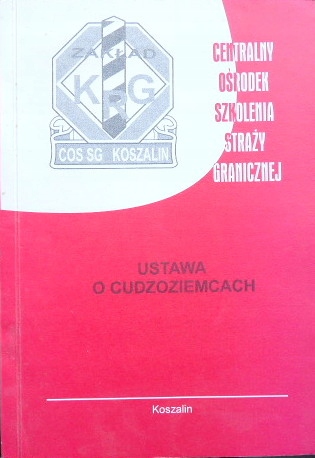 ZAKŁAD
KRG
COS SG KOSZALIN
CENTRALNY
OŚRODEK
SZKOLENIA
STRAŻY
GRANICZNEJ
USTAWA
O CUDZOZIEMCACH
Koszalin